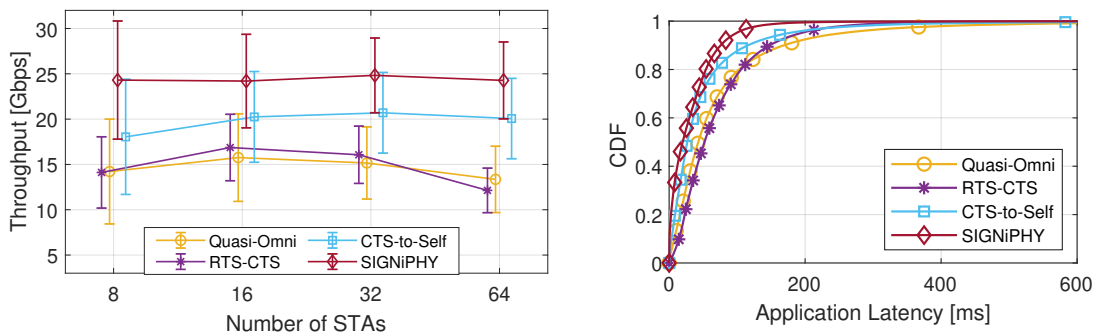 Throughput [Gbps]
30
25
20
15
10
5
Quasi-Omni
CTS-to-Self
RTS-CTS
SIGNiPHY
8
16
32
64
Number of STAs
CDF
1
0.8
0.6
0.4
0.2
0
Quasi-Omni
RTS-CTS
CTS-to-Self
SIGNiPHY
0
200
400
600
Application Latency [ms]